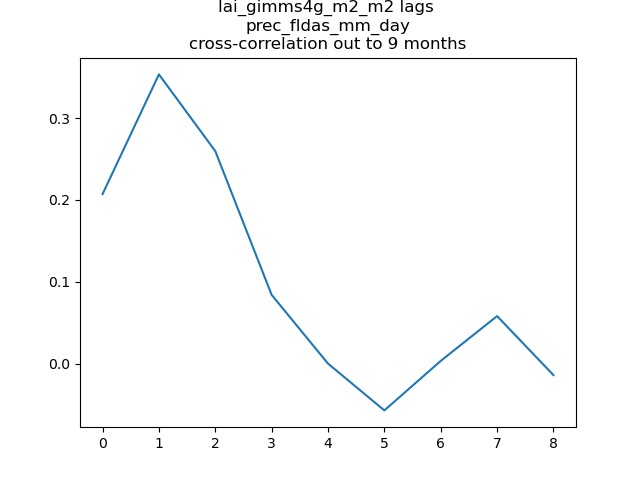 lai_gimms4g_m2_m2 lags
prec_fldas_mm_day
cross-correlation out to 9 months
0.3
0.2
0.1
0.0
0 1 2 3 4 5 6 7 8